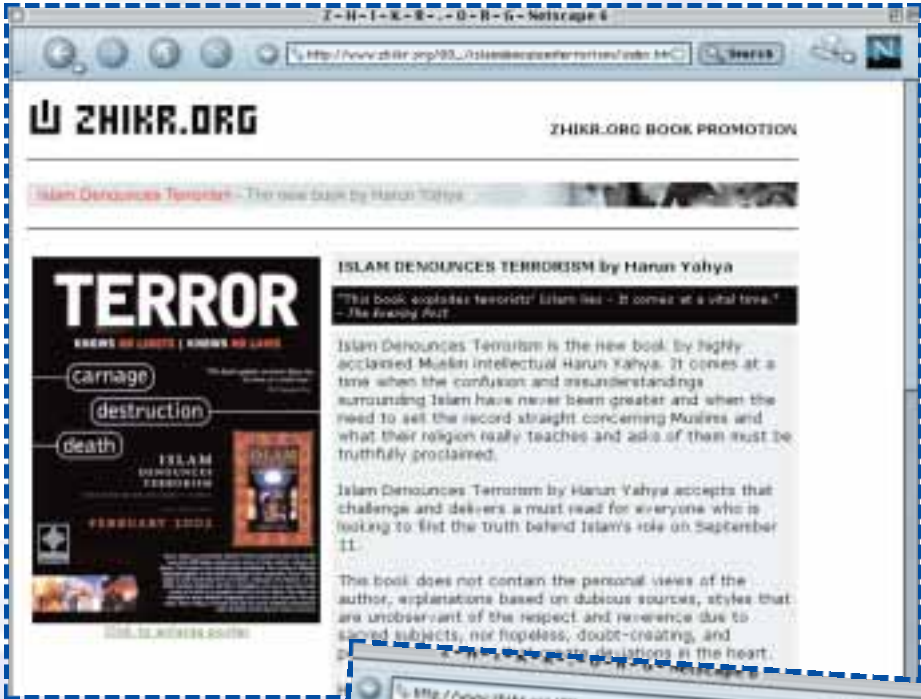 Z-H-I-K-R-.-O-R-G - Netscape 6
Search
N
ZHIKR.ORG
ZHIKR.ORG BOOK PROMOTION
Islam Denounces Terrorism - The new book by Harun Yahya
TERROR
KNOWS NO LIMITS | KNOWS NO LAWS
carnage
destruction
death
ISLAM
DENOUNCES
TERRORISM
FEBRUARY 2002
Click to enlarge poster
ISLAM DENOUNCES TERRORISM by Harun Yahya
"This book explodes terrorists' Islam lies - It comes at a vital time."
- The Evening Post
Islam Denounces Terrorism is the new book by highly
acclaimed Muslim intellectual Harun Yahya. It comes at a
time when the confusion and misunderstandings
surrounding Islam have never been greater and when the
need to set the record straight concerning Muslims and
what their religion really teaches and asks of them must be
truthfully proclaimed.
Islam Denounces Terrorism by Harun Yahya accepts that
challenge and delivers a must read for everyone who is
looking to find the truth behind Islam's role on September
11.
This book does not contain the personal views of the
author, explanations based on dubious sources, styles that
are unobservant of the respect and reverence due to
sacred subjects, nor hopeless, doubt-creating, and
deviations in the heart.
Netscape 6